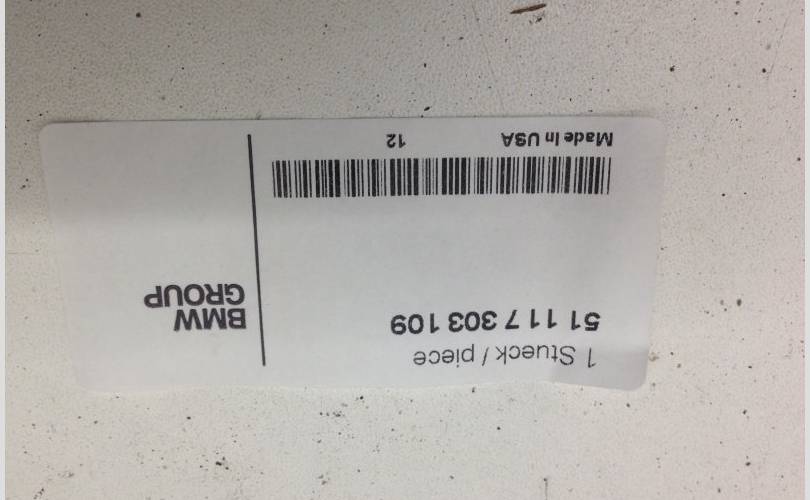 1 Stueck / piece
51 11 7 303 109
BMW
GROUP
Made In USA 12